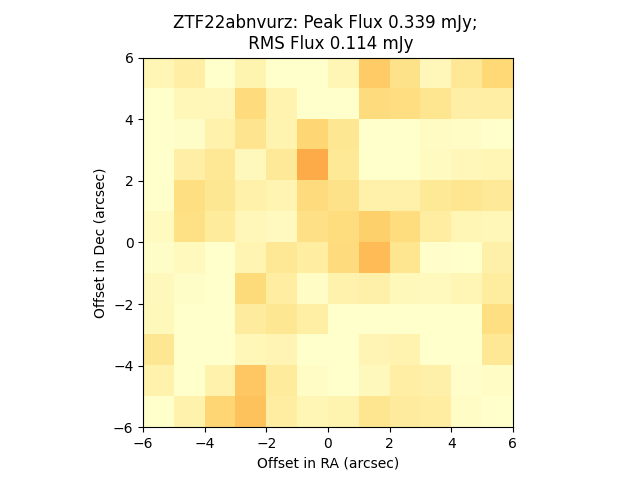 ZTF22abnvurz: Peak Flux 0.339 mJy;
RMS Flux 0.114 mJy
6
4
2
0
−2
−4
−6
Offset in Dec (arcsec)
−6 −4 −2 0 2 4 6
Offset in RA (arcsec)